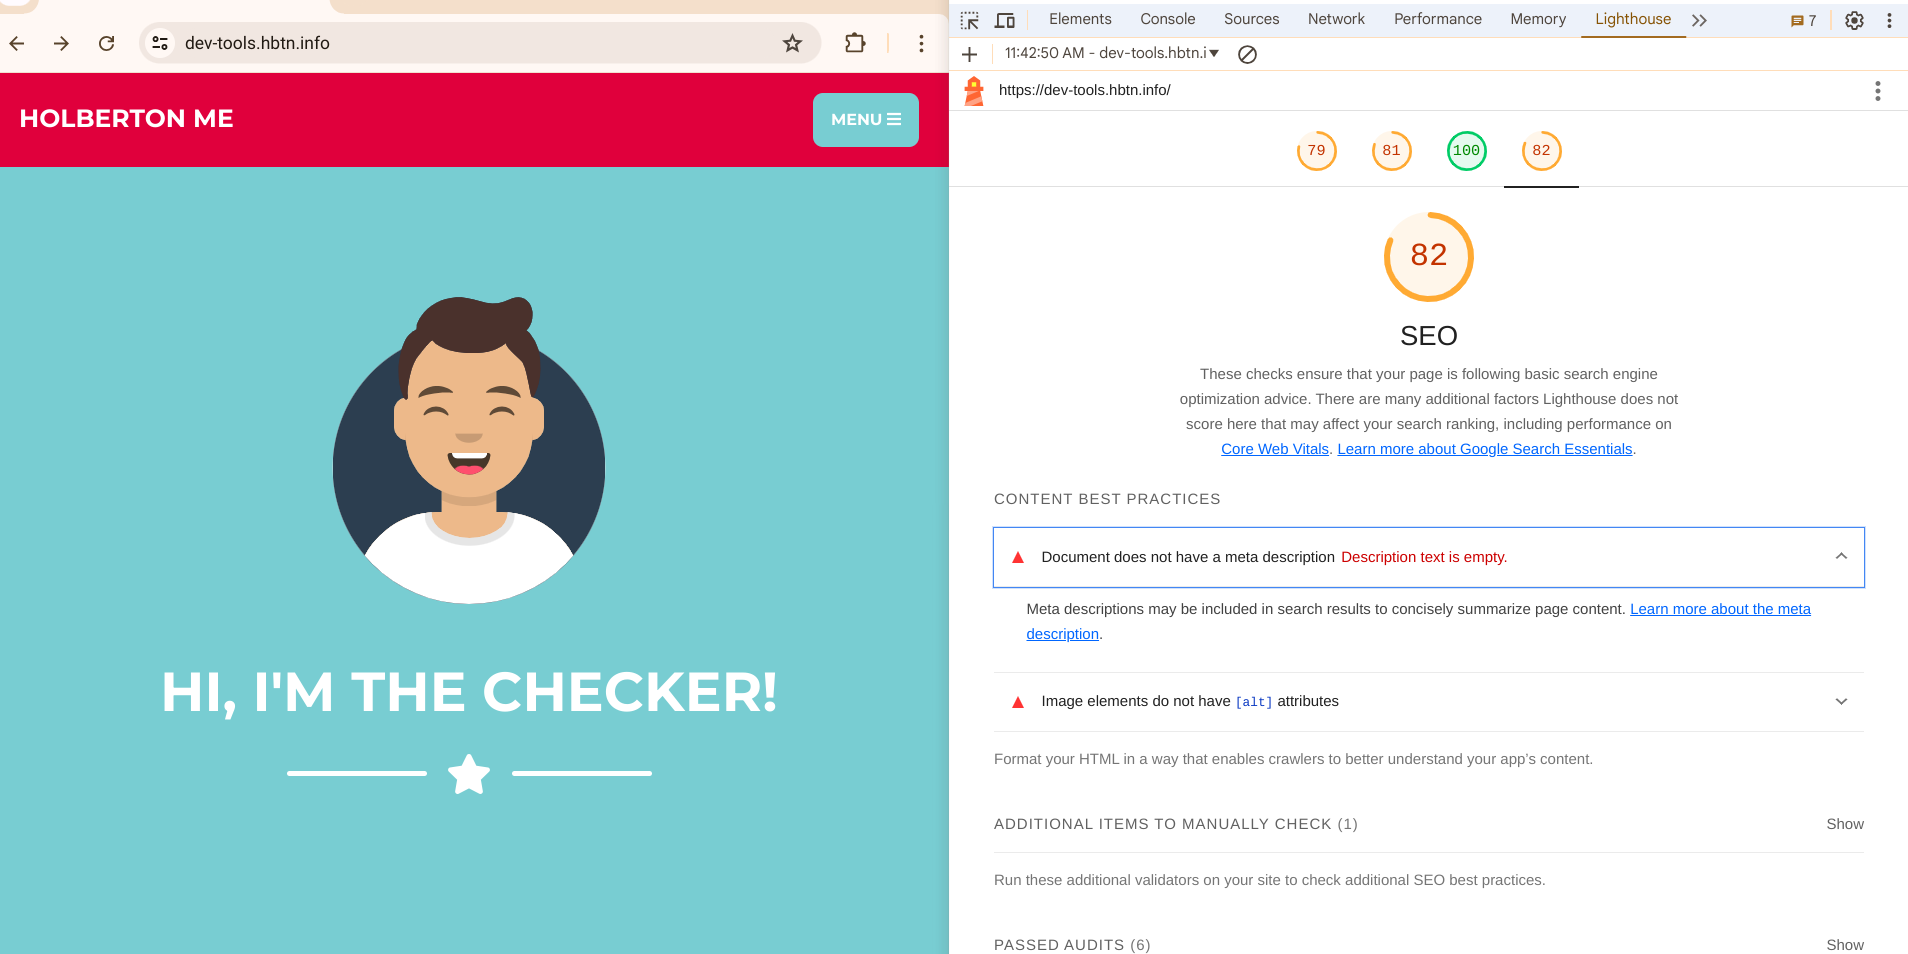 dev-tools.hbtn.info
HOLBERTON ME
MENU
HI, I'M THE CHECKER!
Elements Console Sources Network Performance Memory Lighthouse 7
11:42:50 AM - dev-tools.hbtn.i
https://dev-tools.hbtn.info/
79 81 100 82
82
SEO
These checks ensure that your page is following basic search engine
optimization advice. There are many additional factors Lighthouse does not
score here that may affect your search ranking, including performance on
Core Web Vitals. Learn more about Google Search Essentials.
CONTENT BEST PRACTICES
Document does not have a meta description Description text is empty.
Meta descriptions may be included in search results to concisely summarize page content. Learn more about the meta
description.
Image elements do not have [alt] attributes
Format your HTML in a way that enables crawlers to better understand your app’s content.
ADDITIONAL ITEMS TO MANUALLY CHECK (1) Show
Run these additional validators on your site to check additional SEO best practices.
PASSED AUDITS (6) Show